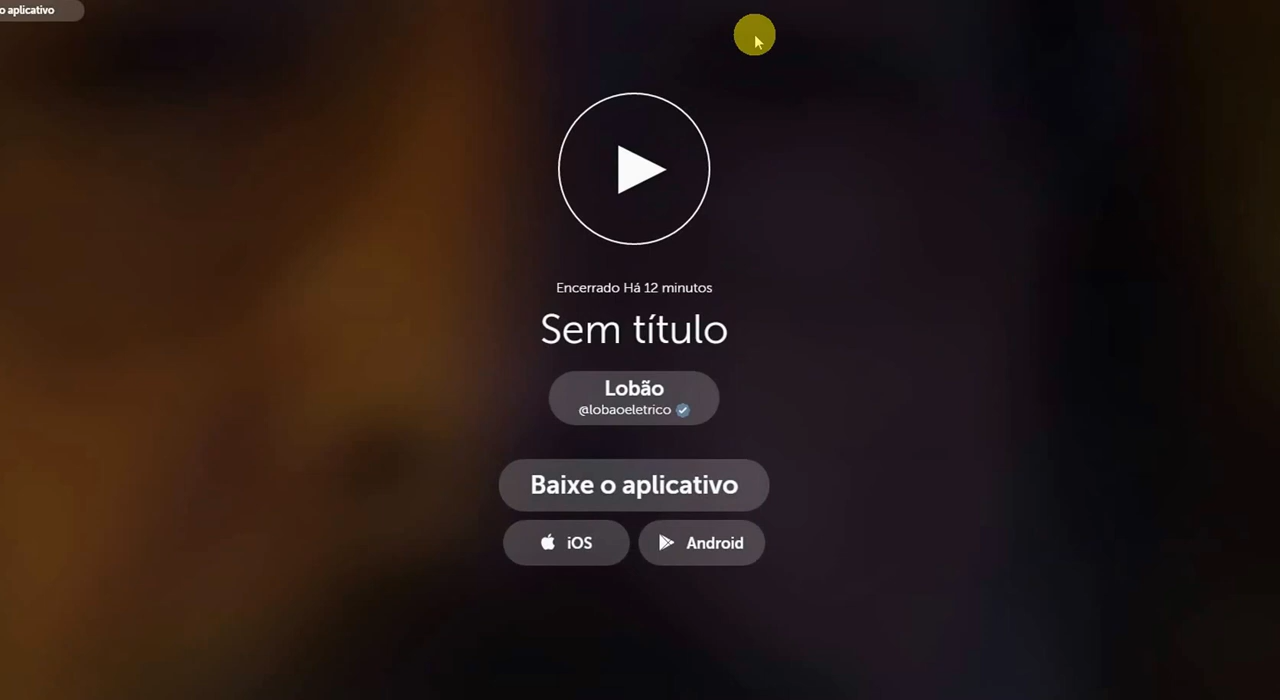 o aplicativo
Encerrado Há 12 minutos
Sem título
Lobão
@lobaoeletrico
Baixe o aplicativo
iOS
Android